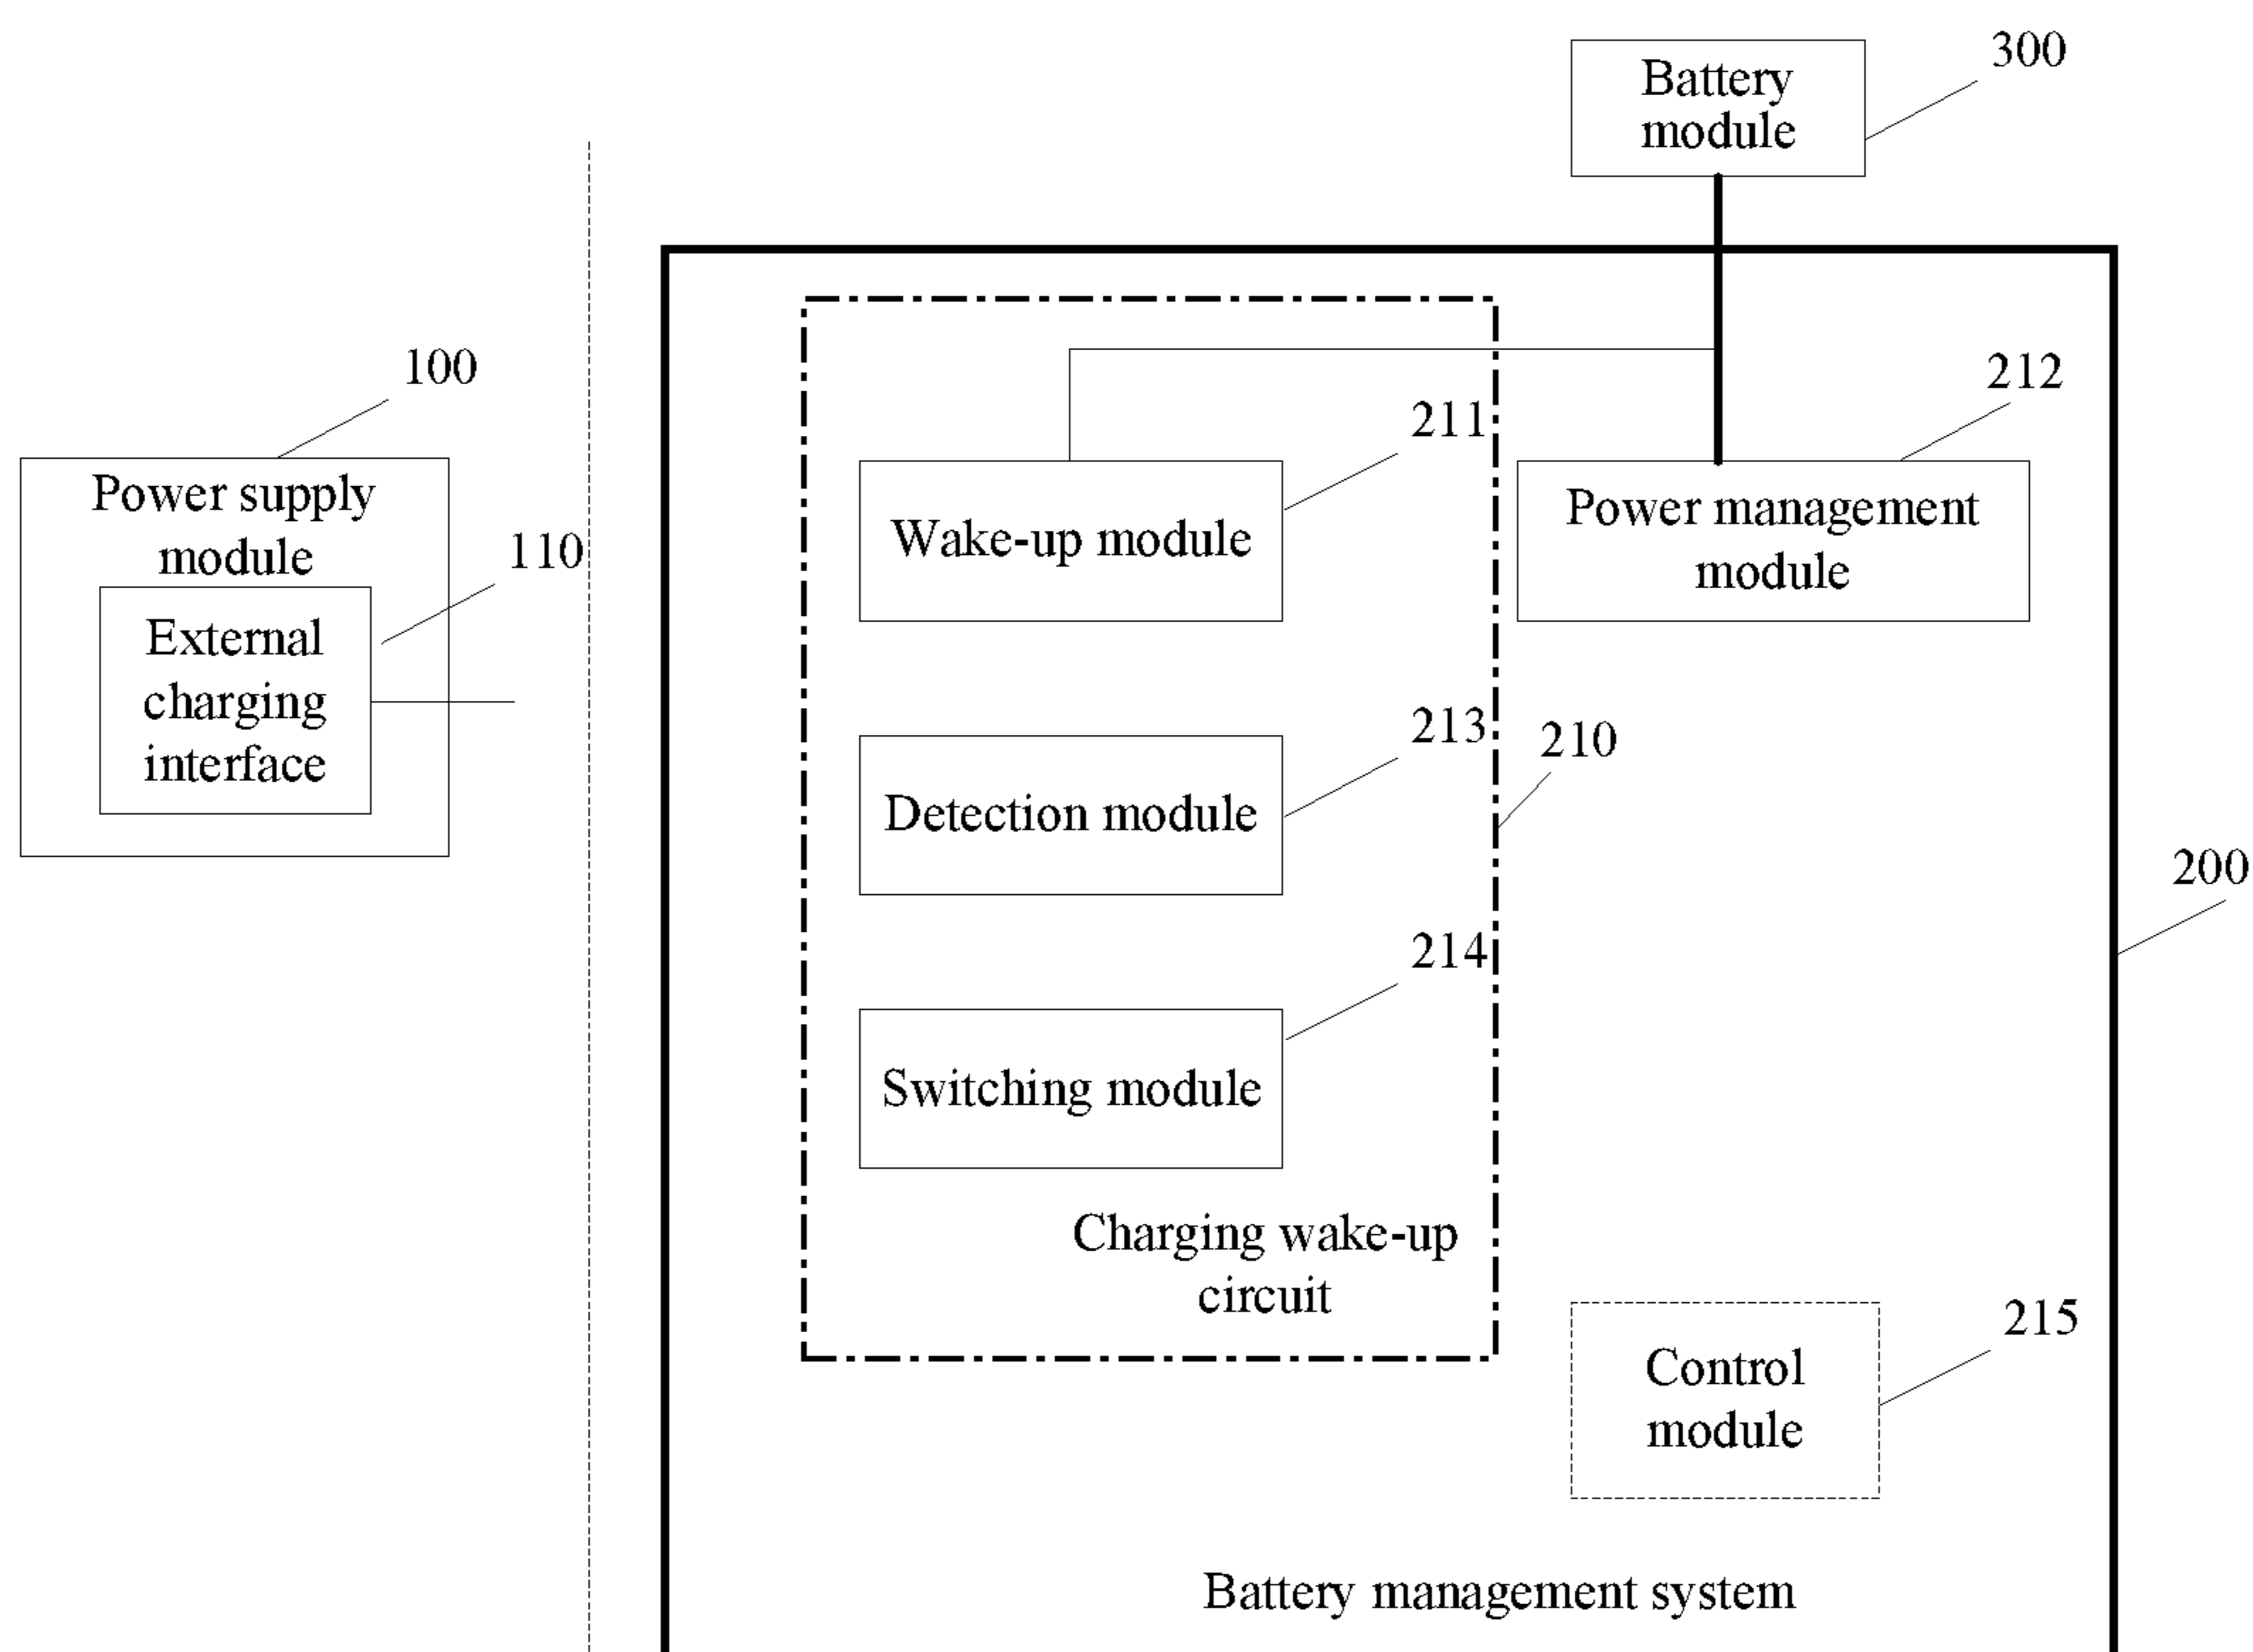 Battery
module
300
100
Power supply
module
110
External
charging
interface
211
Wake-up module
212
Power management
module
213
Detection module
210
200
214
Switching module
Charging wake-up
circuit
215
Control
module
Battery management system